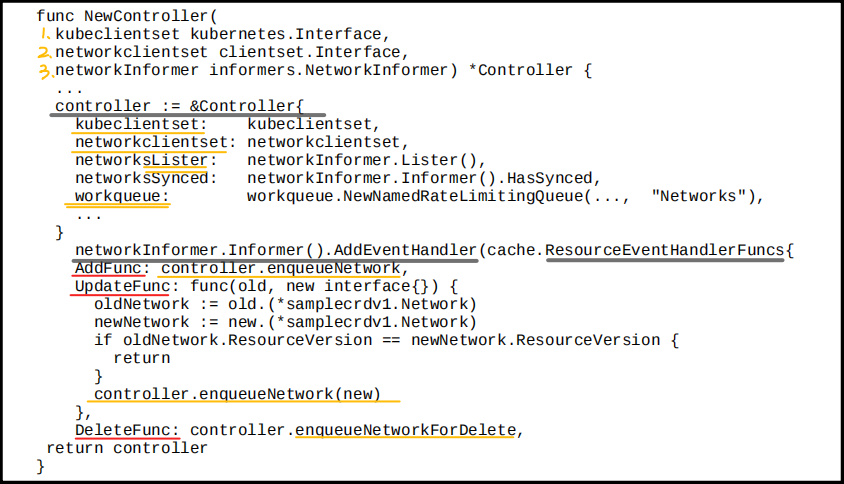 func NewController(
1. kubeclientset kubernetes.Interface,
2. networkclientset clientset.Interface,
3. networkInformer informers.NetworkInformer) *Controller {
...
controller := &Controller{
kubeclientset: kubeclientset,
networkclientset: networkclientset,
networksLister: networkInformer.Lister(),
networksSynced: networkInformer.Informer().HasSynced,
workqueue: workqueue.NewNamedRateLimitingQueue(..., "Networks"),
...
}
networkInformer.Informer().AddEventHandler(cache.ResourceEventHandlerFuncs{
AddFunc: controller.enqueueNetwork,
UpdateFunc: func(old, new interface{}) {
oldNetwork := old.(*samplecrdv1.Network)
newNetwork := new.(*samplecrdv1.Network)
if oldNetwork.ResourceVersion == newNetwork.ResourceVersion {
return
}
controller.enqueueNetwork(new)
},
DeleteFunc: controller.enqueueNetworkForDelete,
return controller
}